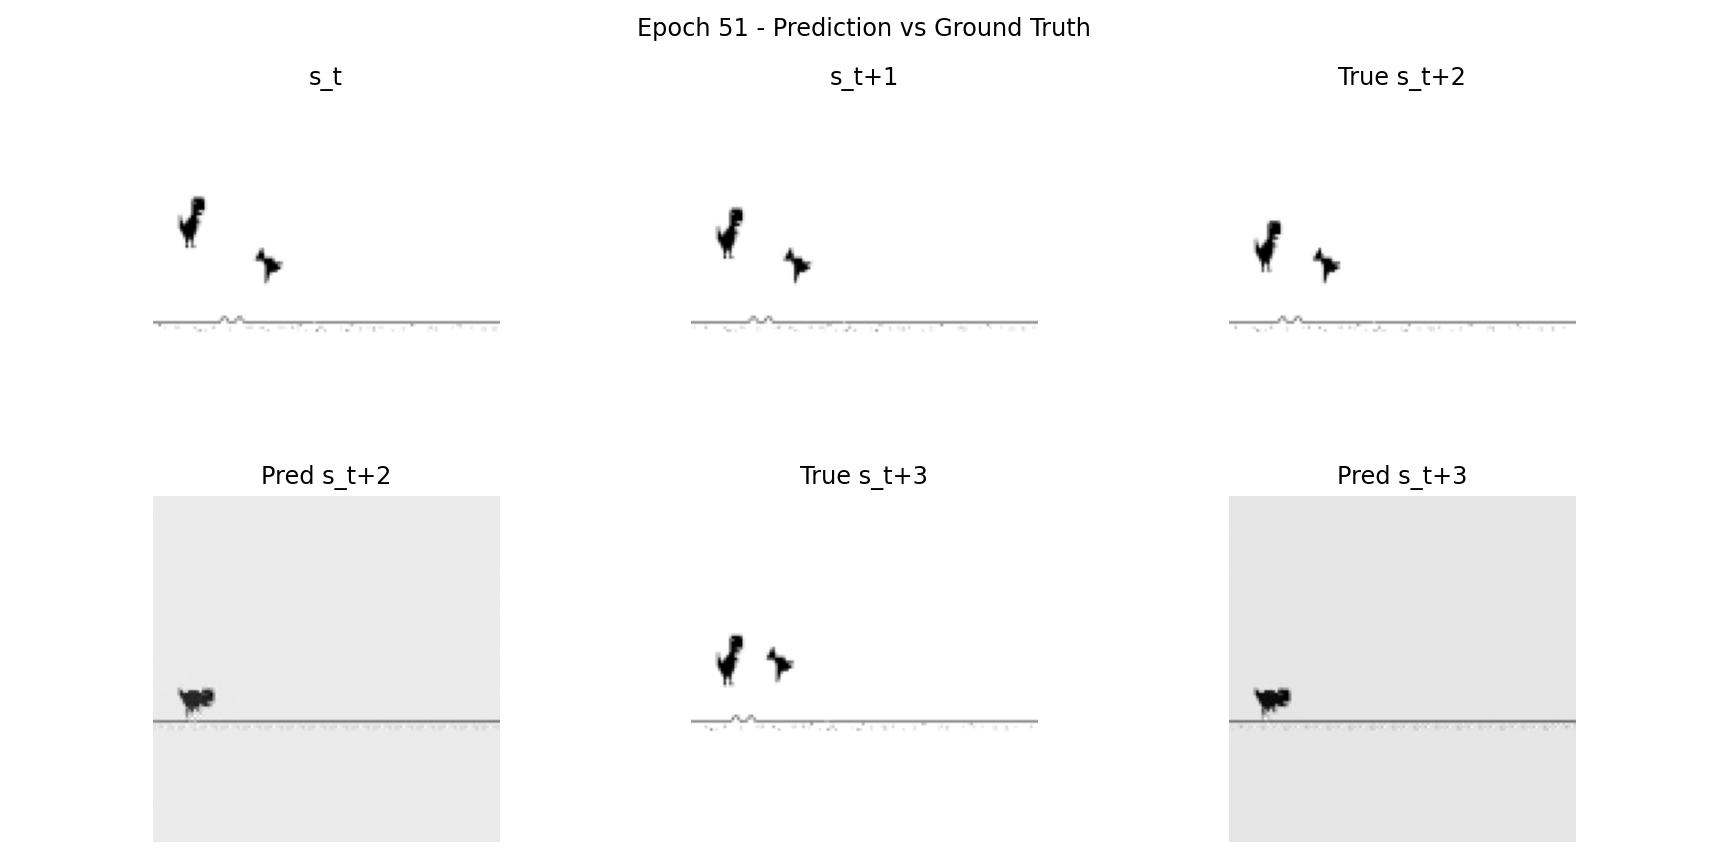 Epoch 51 - Prediction vs Ground Truth
s_t
s_t+1
True s_t+2
Pred s_t+2
True s_t+3
Pred s_t+3